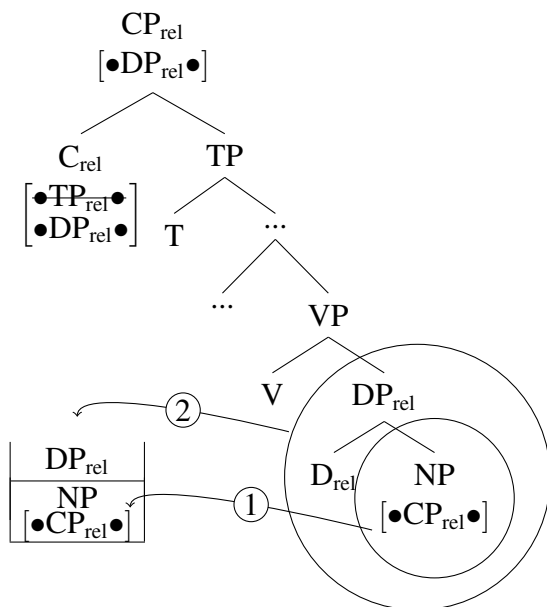 CP_rel
[●DP_rel●]
C_rel TP
[●TP_rel●
●DP_rel●] T ...
... VP
V DP_rel
2
DP_rel D_rel NP
NP
[●CP_rel●] 1 [●CP_rel●]